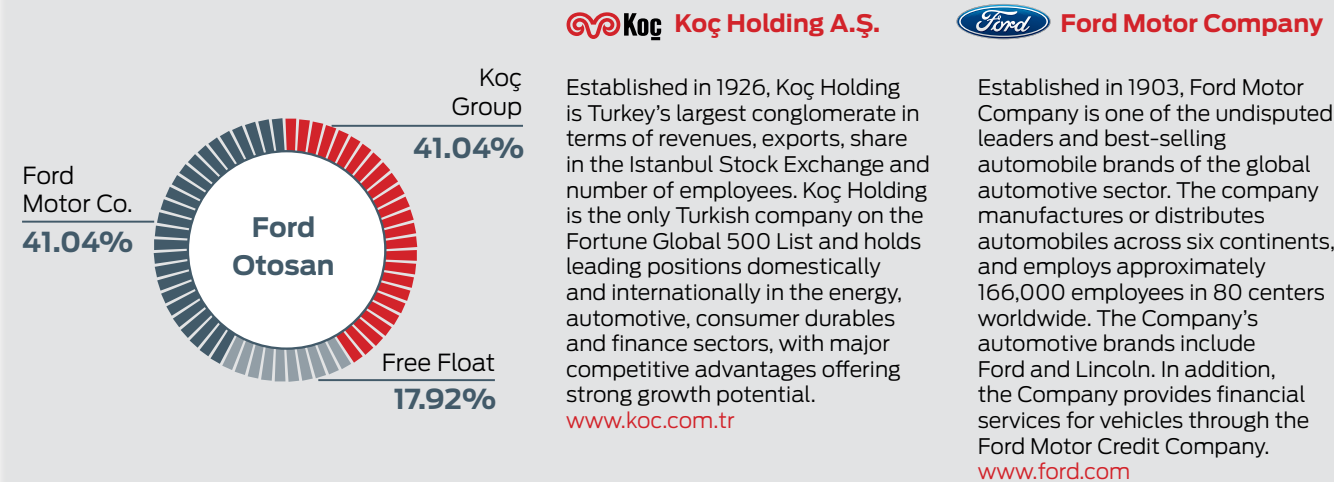 Koç
Group
41.04%
Ford
Motor Co.
41.04%
Ford
Otosan
Free Float
17.92%
Koç Koç Holding A.Ş.
Established in 1926, Koç Holding
is Turkey’s largest conglomerate in
terms of revenues, exports, share
in the Istanbul Stock Exchange and
number of employees. Koç Holding
is the only Turkish company on the
Fortune Global 500 List and holds
leading positions domestically
and internationally in the energy,
automotive, consumer durables
and finance sectors, with major
competitive advantages offering
strong growth potential.
www.koc.com.tr
Ford Ford Motor Company
Established in 1903, Ford Motor
Company is one of the undisputed
leaders and best-selling
automobile brands of the global
automotive sector. The company
manufactures or distributes
automobiles across six continents,
and employs approximately
166,000 employees in 80 centers
worldwide. The Company’s
automotive brands include
Ford and Lincoln. In addition,
the Company provides financial
services for vehicles through the
Ford Motor Credit Company.
www.ford.com